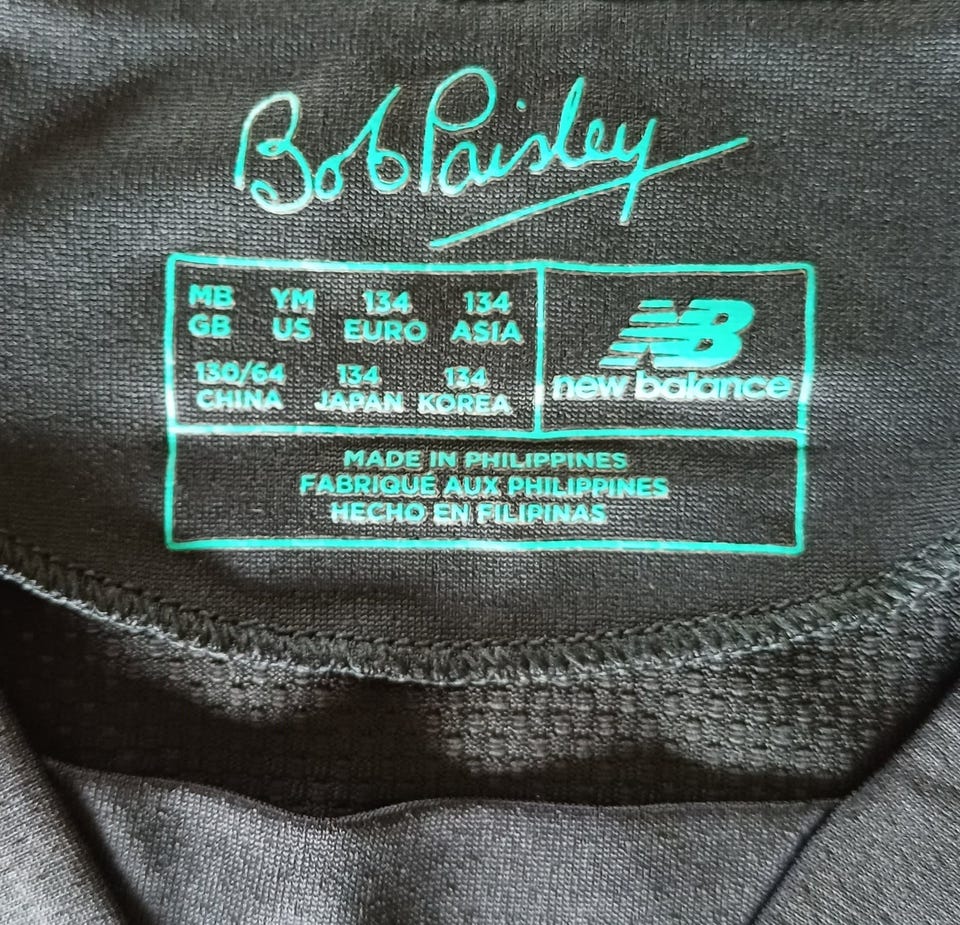 Bob Paisley
MB YM 134 134
GB US EURO ASIA
130/64 134 134
CHINA JAPAN KOREA
NB
new balance
MADE IN PHILIPPINES
FABRIQUÉ AUX PHILIPPINES
HECHO EN FILIPINAS